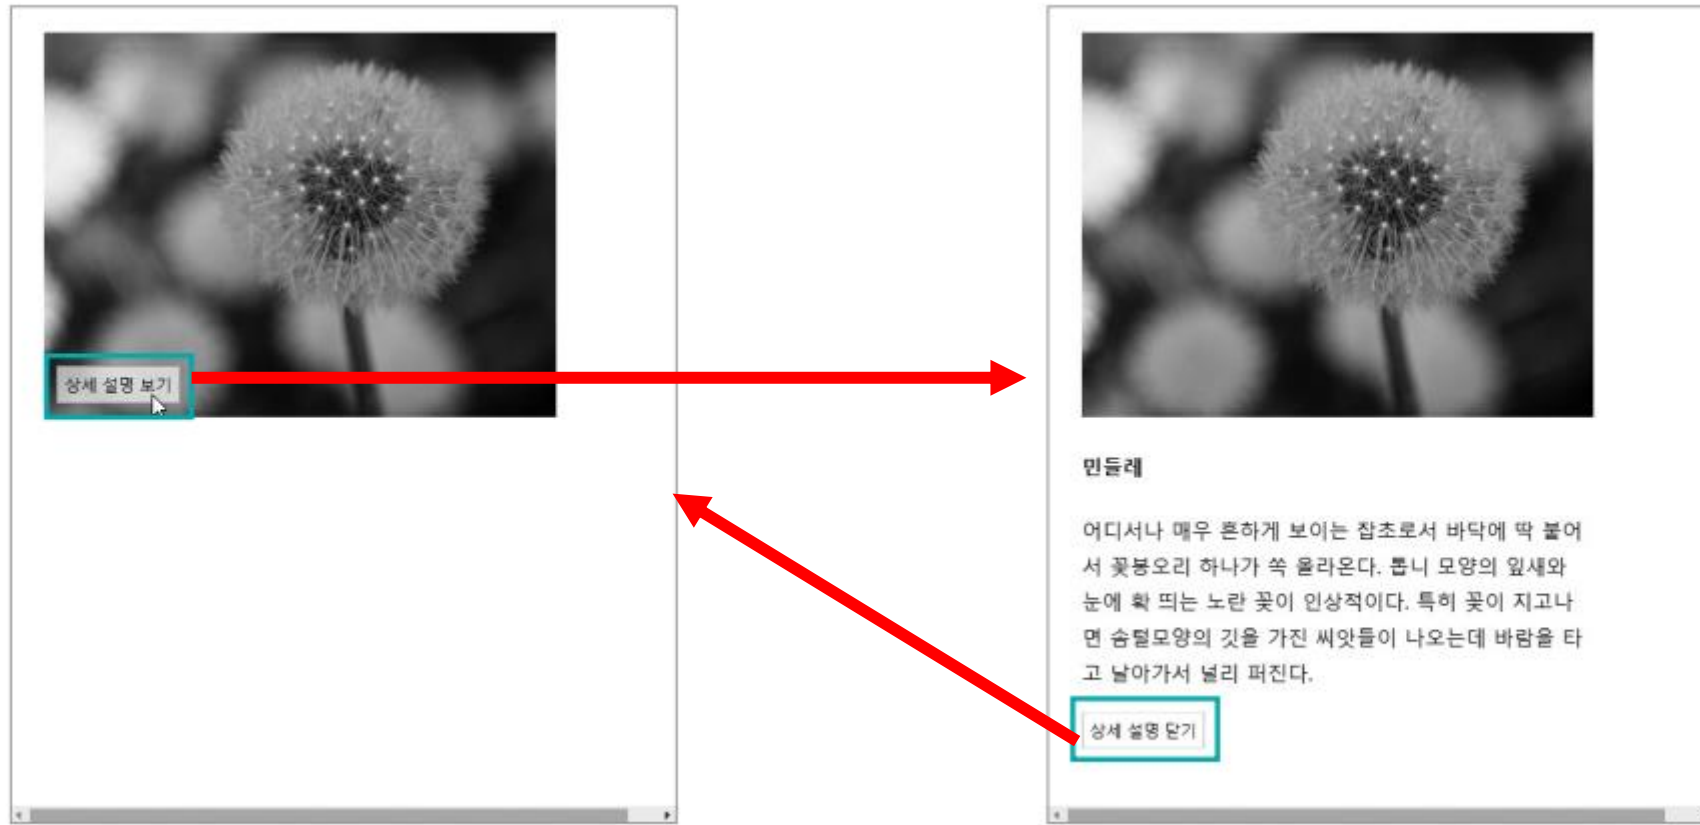 상세 설명 보기
민들레
어디서나 매우 흔하게 보이는 잡초로서 바닥에 딱 붙어
서 꽃봉오리 하나가 쑥 올라온다. 톱니 모양의 잎새와
눈에 확 띄는 노란 꽃이 인상적이다. 특히 꽃이 지고나
면 솜털모양의 깃을 가진 씨앗들이 나오는데 바람을 타
고 날아가서 널리 퍼진다.
상세 설명 닫기